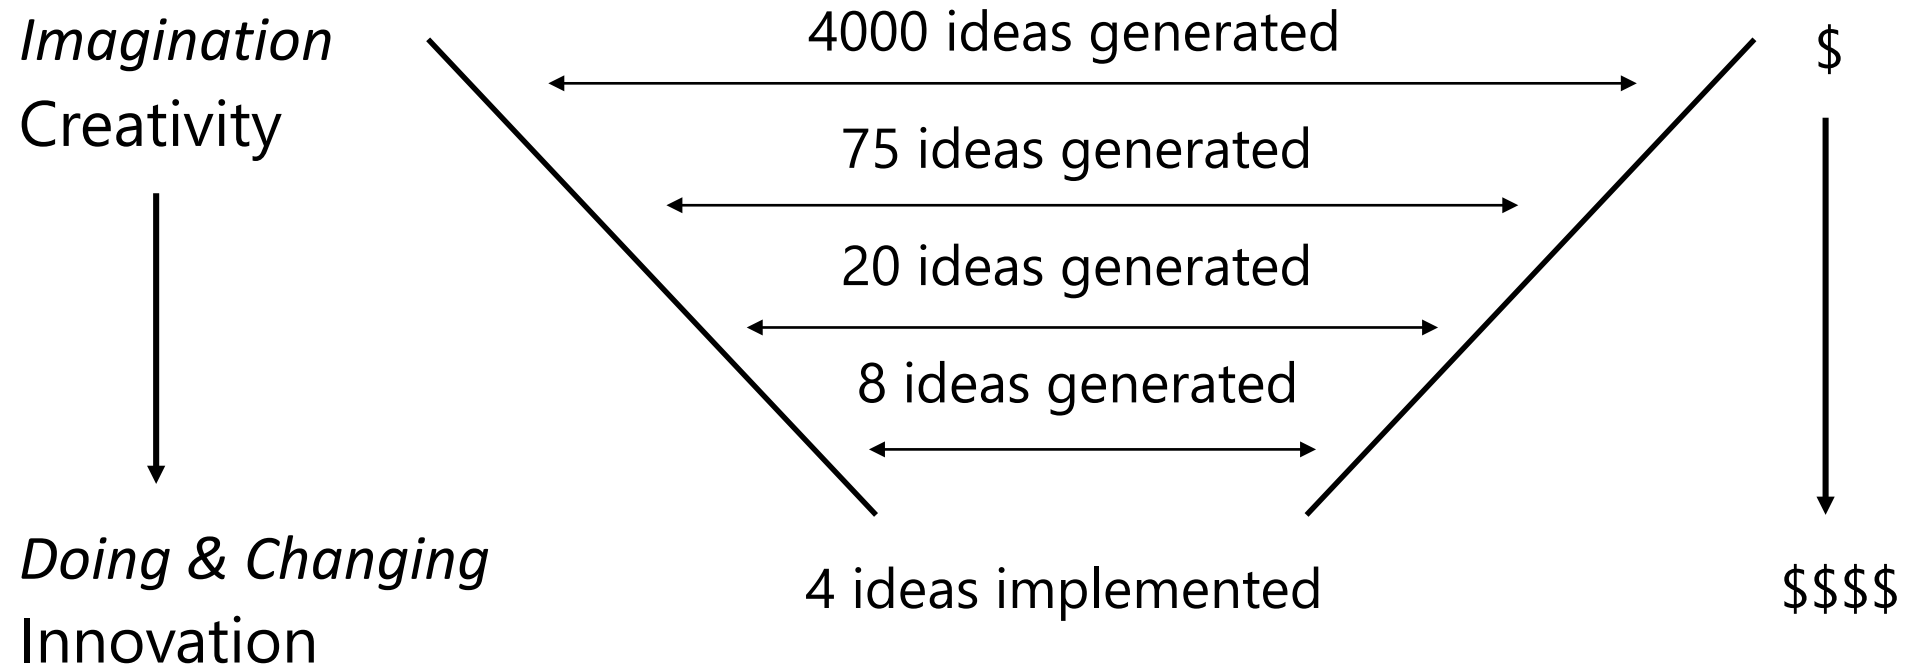 Imagination
Creativity
4000 ideas generated
$
75 ideas generated
20 ideas generated
8 ideas generated
Doing & Changing
Innovation
4 ideas implemented
$$$$